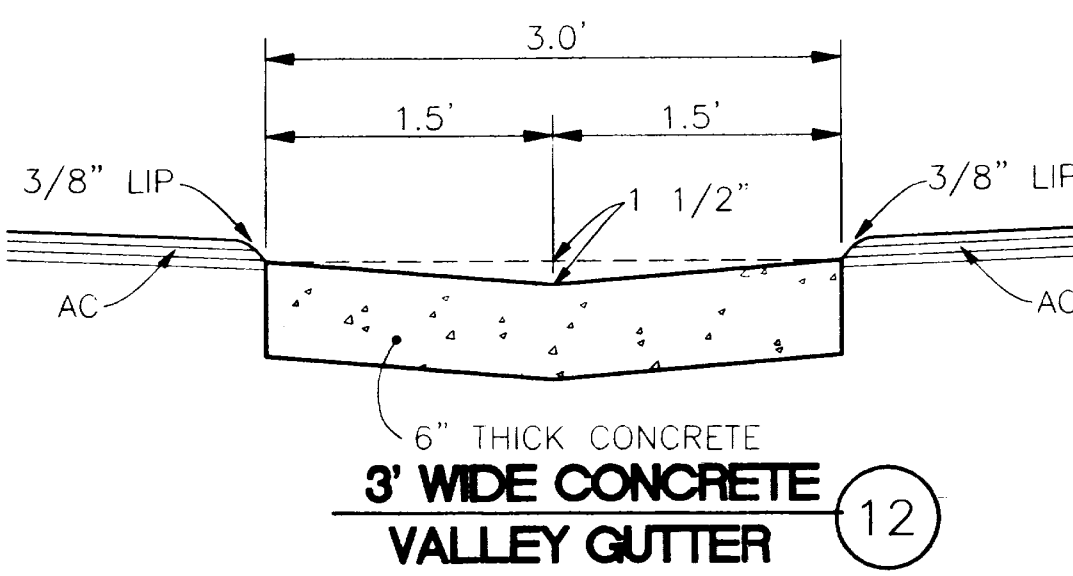 3.0'
1.5' 1.5'
3/8" LIP
1 1/2"
3/8" LIP
AC
AC
6" THICK CONCRETE
3' WIDE CONCRETE
VALLEY GUTTER
12